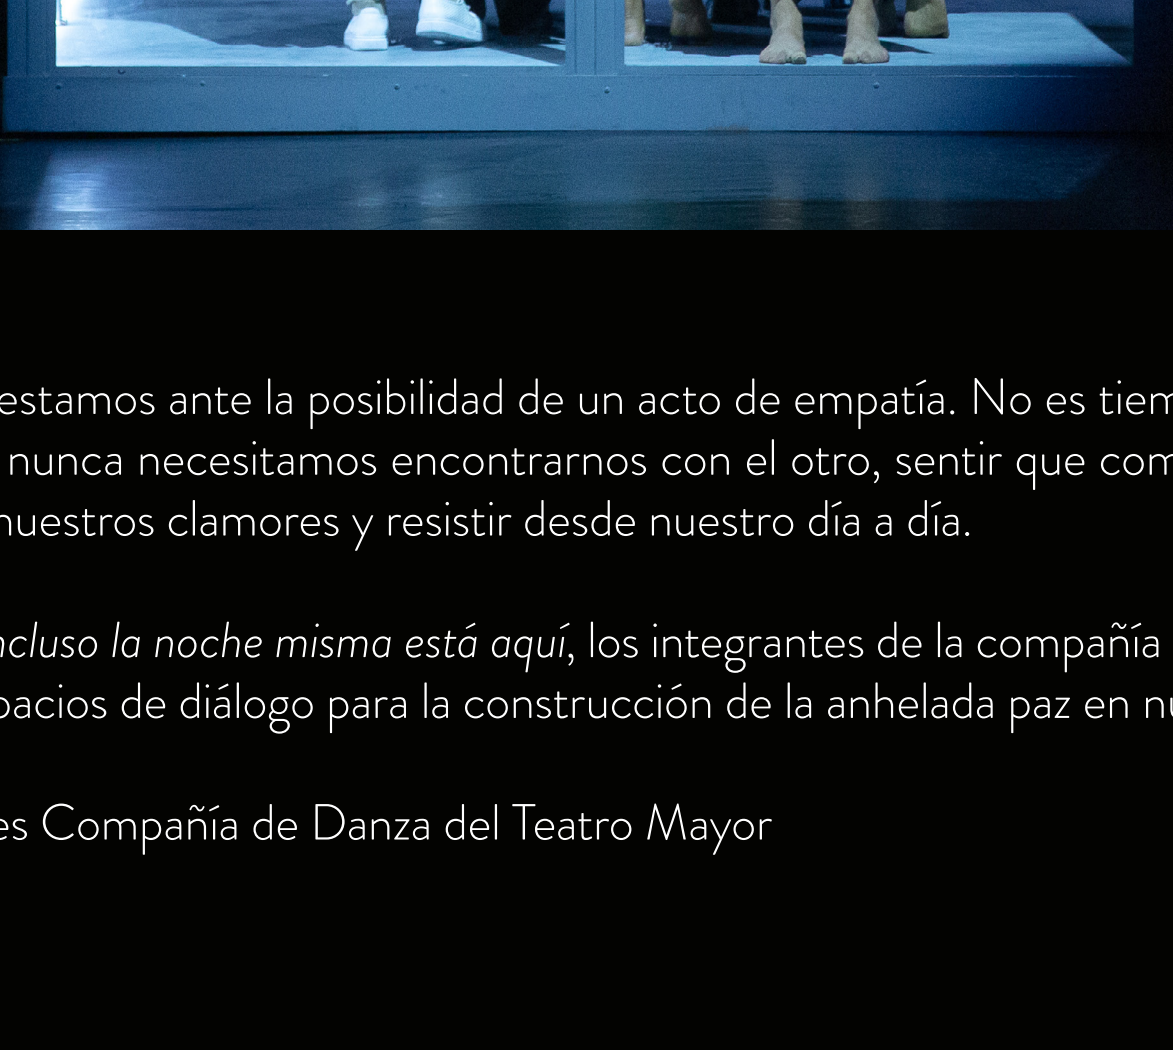 estamos ante la posibilidad de un acto de empatía. No es tiem
nunca necesitamos encontrarnos con el otro, sentir que com
nuestros clamores y resistir desde nuestro día a día.
ncluso la noche misma está aquí, los integrantes de la compañía
pacios de diálogo para la construcción de la anhelada paz en nu
es Compañía de Danza del Teatro Mayor